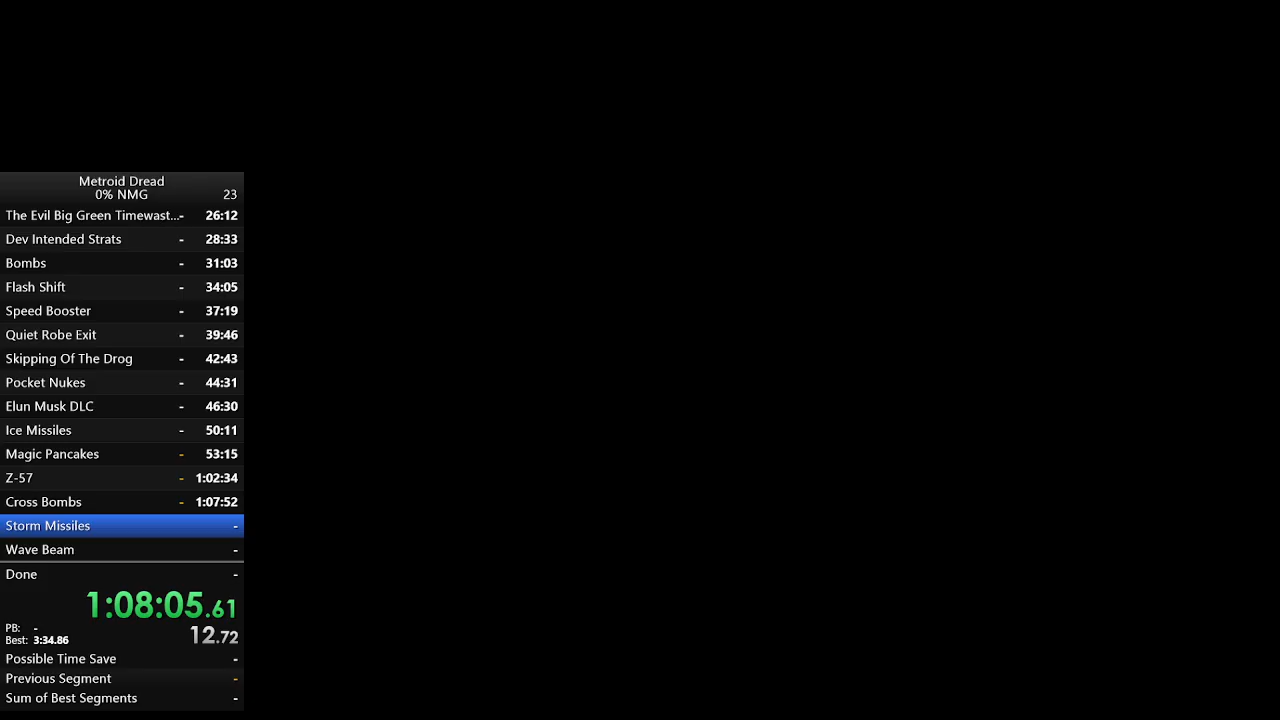 Metroid Dread
0% NMG 23
The Evil Big Green Timewast...- 26:12
Dev Intended Strats - 28:33
Bombs - 31:03
Flash Shift - 34:05
Speed Booster - 37:19
Quiet Robe Exit - 39:46
Skipping Of The Drog - 42:43
Pocket Nukes - 44:31
Elun Musk DLC - 46:30
Ice Missiles - 50:11
Magic Pancakes - 53:15
Z-57 - 1:02:34
Cross Bombs - 1:07:52
Storm Missiles -
Wave Beam -
Done -
1:08:05.61
PB: -
Best: 3:34.86 12.72
Possible Time Save -
Previous Segment -
Sum of Best Segments -